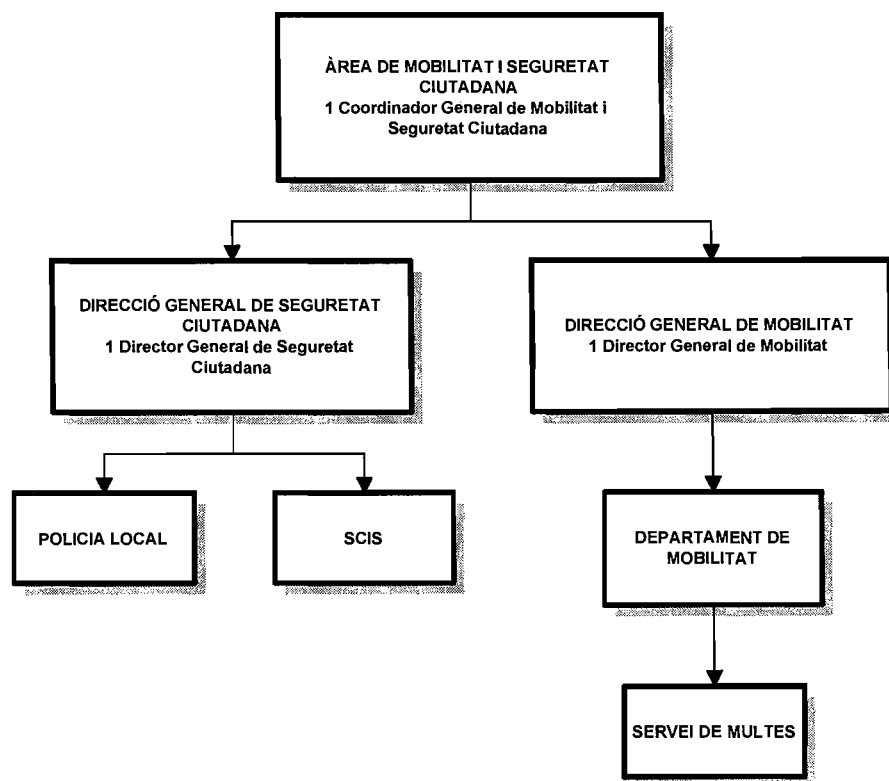 ÀREA DE MOBILITAT I SEGURETAT
CIUTADANA
1 Coordinador General de Mobilitat i
Seguretat Ciutadana
DIRECCIÓ GENERAL DE SEGURETAT
CIUTADANA
1 Director General de Seguretat
Ciutadana
DIRECCIÓ GENERAL DE MOBILITAT
1 Director General de Mobilitat
POLICIA LOCAL
SCIS
DEPARTAMENT DE
MOBILITAT
SERVEI DE MULTES